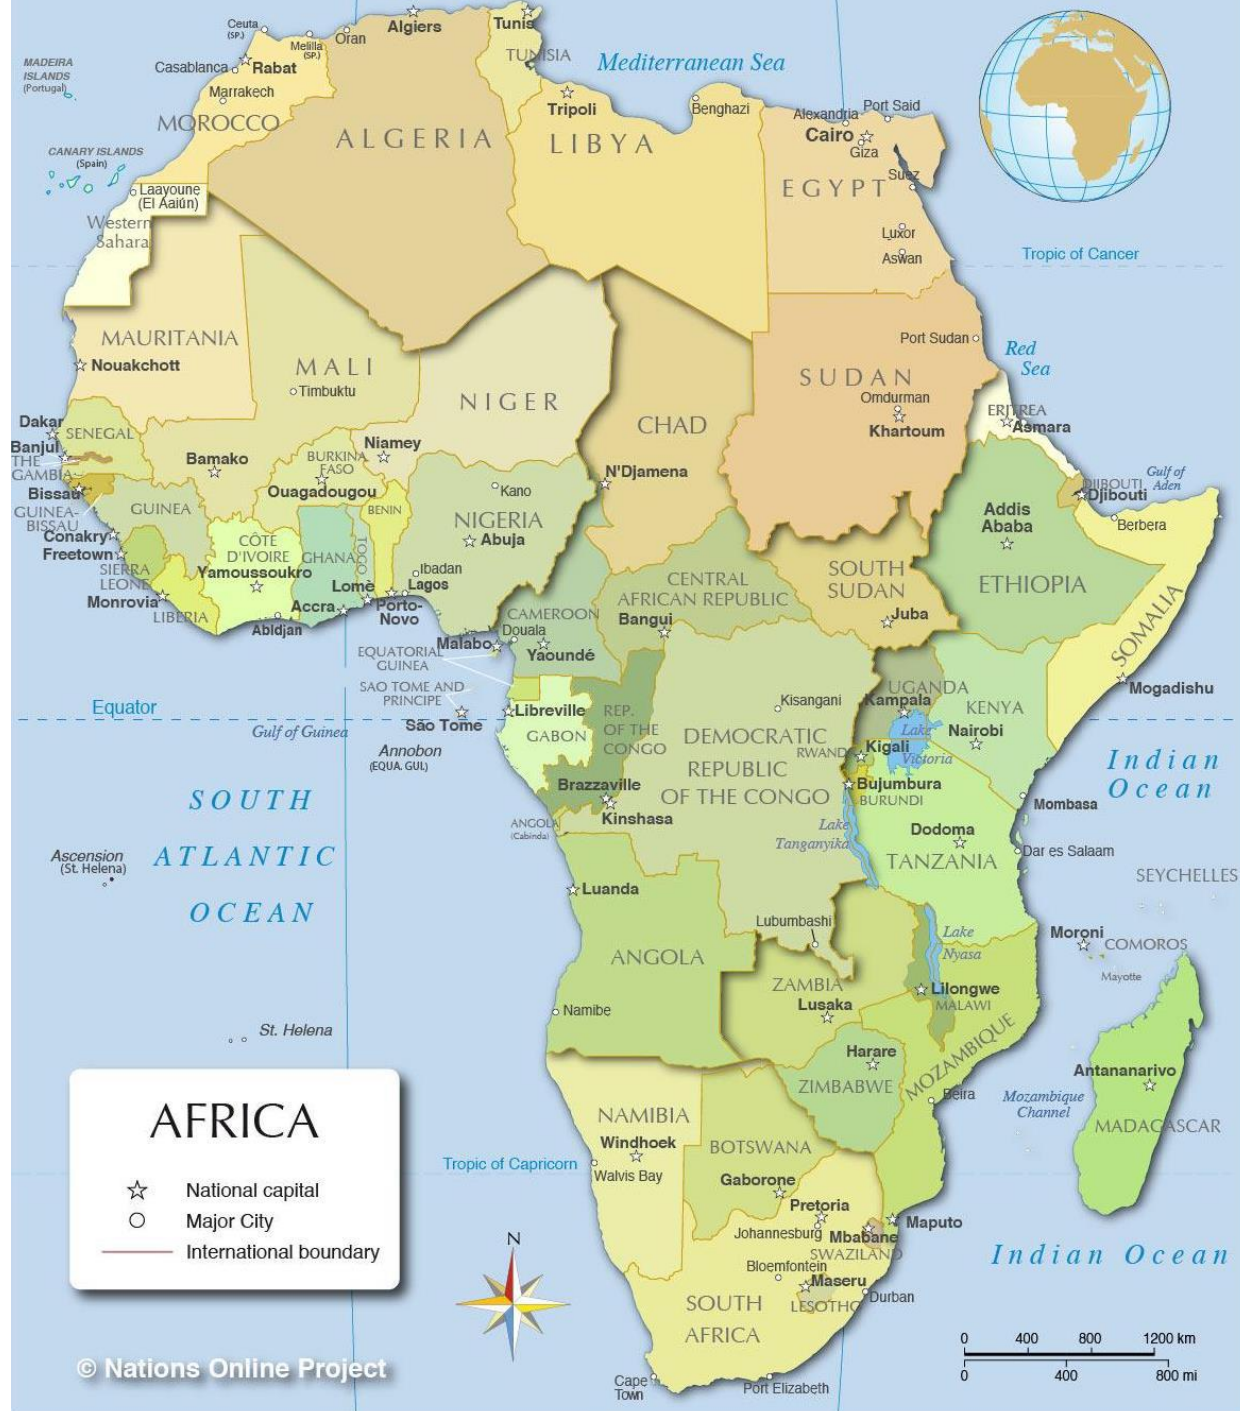 Ceuta
(SP.)
Melilla
(SP.)
Oran
Algiers
Tunis
TUNISIA
Mediterranean Sea
MADEIRA
ISLANDS
(Portugal)
Casablanca
Rabat
Marrakech
MOROCCO
ALGERIA
Tripoli
LIBYA
Benghazi
Alexandria
Port Said
Cairo
Giza
Suez
EGYPT
Luxor
Aswan
CANARY ISLANDS
(Spain)
Laayoune
(El Aaiún)
Western
Sahara
Tropic of Cancer
MAURITANIA
Nouakchott
MALI
Timbuktu
NIGER
Niamey
CHAD
N'Djamena
SUDAN
Port Sudan
Omdurman
Khartoum
Red
Sea
ERITREA
Asmara
Dakar
SENEGAL
Banjul
THE
GAMBIA
Bissau
GUINEA-
BISSAU
GUINEA
Conakry
Freetown
SIERRA
LEONE
Monrovia
LIBERIA
Bamako
BURKINA
FASO
Ouagadougou
CÔTE
D'IVOIRE
Yamoussoukro
Abidjan
GHANA
Accra
TOGO
Lomè
BENIN
Porto-
Novo
NIGERIA
Kano
Abuja
Ibadan
Lagos
CENTRAL
AFRICAN REPUBLIC
Bangui
SOUTH
SUDAN
Juba
Addis
Ababa
ETHIOPIA
DJIBOUTI
Djibouti
Gulf of
Aden
Berbera
SOMALIA
Mogadishu
CAMEROON
Douala
Malabo
Yaoundé
EQUATORIAL
GUINEA
SAO TOME AND
PRINCIPE
São Tome
Libreville
GABON
REP.
OF THE
CONGO
Brazzaville
Kinshasa
ANGOLA
(Cabinda)
Kisangani
DEMOCRATIC
REPUBLIC
OF THE CONGO
UGANDA
Kampala
KENYA
Nairobi
Lake
Victoria
RWANDA
Kigali
Bujumbura
BURUNDI
Mombasa
Equator
Gulf of Guinea
Annobon
(EQUA. GUI.)
SOUTH
ATLANTIC
OCEAN
Indian
Ocean
Ascension
(St. Helena)
Lake
Tanganyika
Dodoma
TANZANIA
Dar es Salaam
SEYCHELLES
Luanda
ANGOLA
Namibe
Lubumbashi
ZAMBIA
Lusaka
Lake
Nyasa
Lilongwe
MALAWI
Moroni
COMOROS
Mayotte
St. Helena
Harare
ZIMBABWE
MOZAMBIQUE
Beira
Mozambique
Channel
Antananarivo
MADAGASCAR
NAMIBIA
Windhoek
Walvis Bay
BOTSWANA
Gaborone
Tropic of Capricorn
Pretoria
Johannesburg
Mbabane
SWAZILAND
Maputo
Bloemfontein
Maseru
LESOTHO
Durban
SOUTH
AFRICA
Cape
Town
Port Elizabeth
Indian Ocean
AFRICA
National capital
Major City
International boundary
N
0 400 800 1200 km
0 400 800 mi
© Nations Online Project